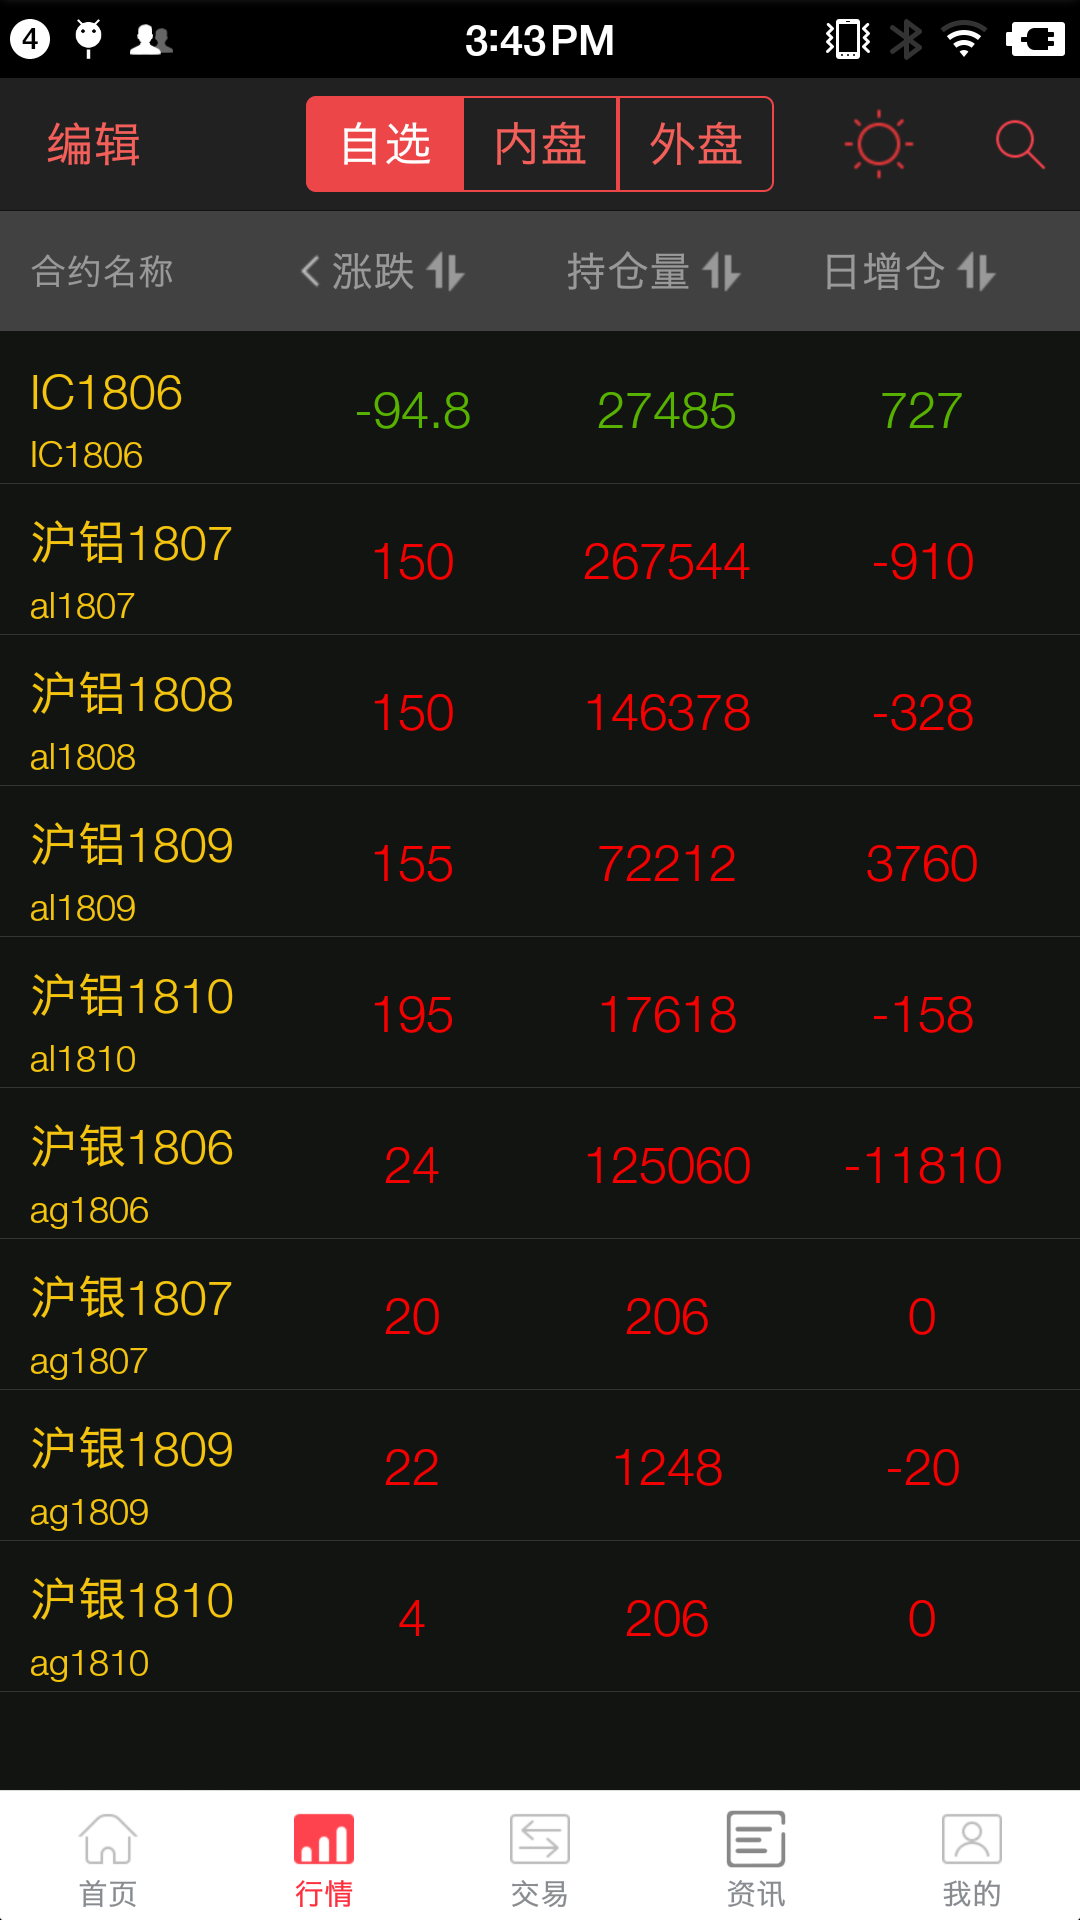 4 3:43PM
编辑 自选 内盘 外盘
合约名称 涨跌 持仓量 日增仓
IC1806 -94.8 27485 727
IC1806
沪铝1807 150 267544 -910
al1807
沪铝1808 150 146378 -328
al1808
沪铝1809 155 72212 3760
al1809
沪铝1810 195 17618 -158
al1810
沪银1806 24 125060 -11810
ag1806
沪银1807 20 206 0
ag1807
沪银1809 22 1248 -20
ag1809
沪银1810 4 206 0
ag1810
首页 行情 交易 资讯 我的